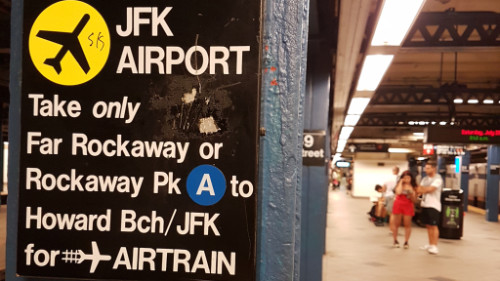 JFK
AIRPORT
Take only
Far Rockaway or
Rockaway Pk A to
Howard Bch/JFK
for AIRTRAIN
9
Street